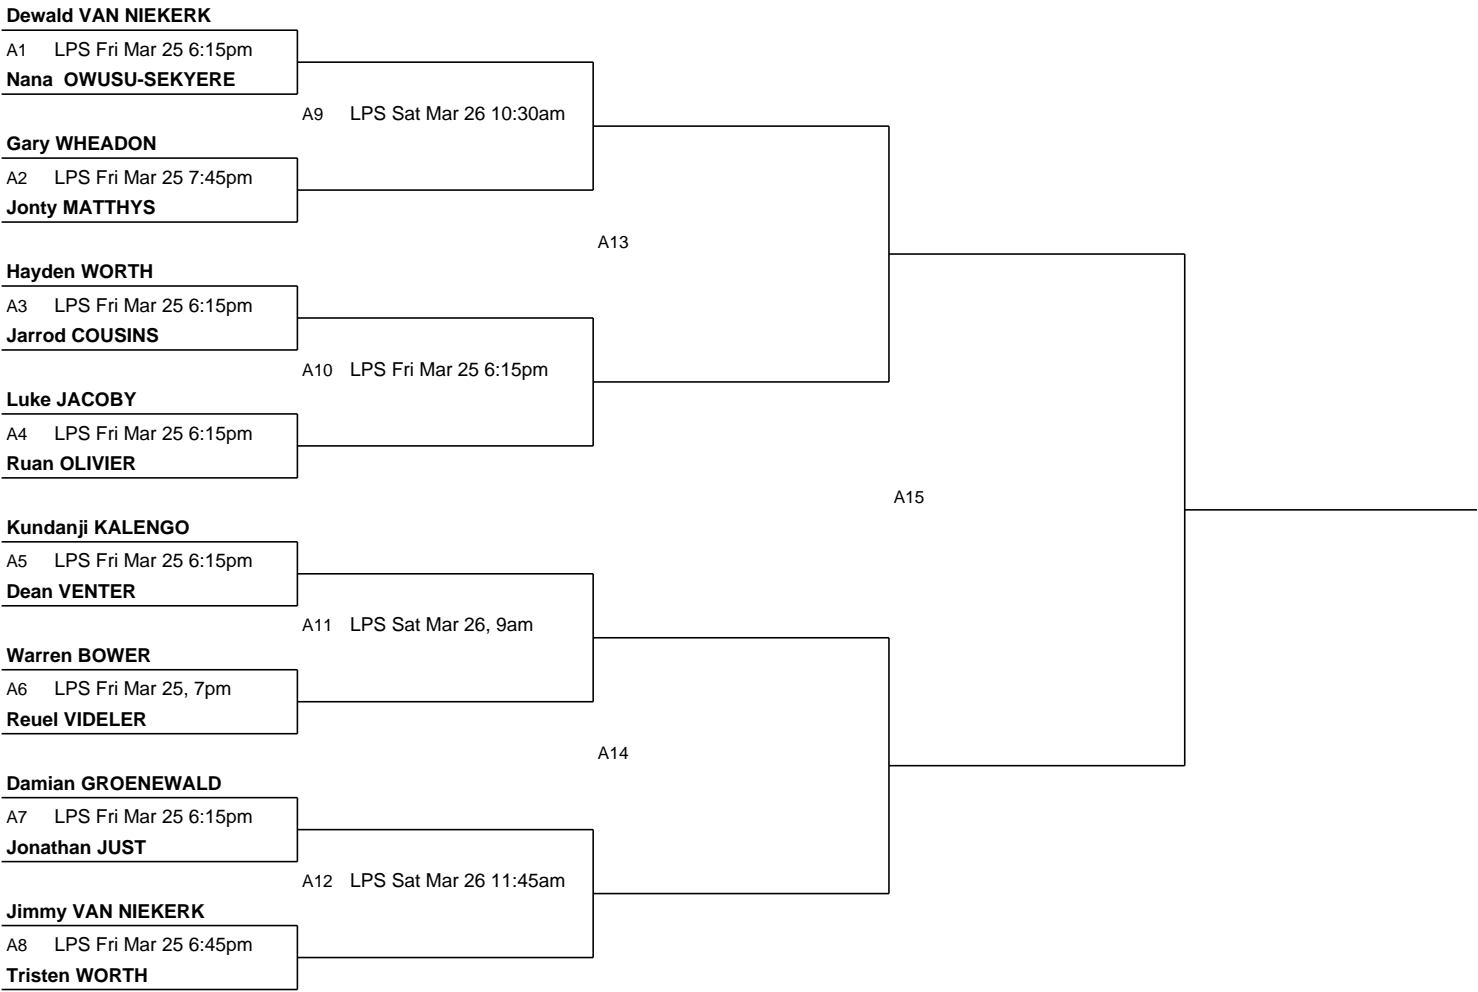 Dewald VAN NIEKERK
A1 LPS Fri Mar 25 6:15pm
Nana OWUSU-SEKYERE
A9 LPS Sat Mar 26 10:30am
Gary WHEADON
A2 LPS Fri Mar 25 7:45pm
Jonty MATTHYS
A13
Hayden WORTH
A3 LPS Fri Mar 25 6:15pm
Jarrod COUSINS
A10 LPS Fri Mar 25 6:15pm
Luke JACOBY
A4 LPS Fri Mar 25 6:15pm
Ruan OLIVIER
A15
Kundanji KALENGO
A5 LPS Fri Mar 25 6:15pm
Dean VENTER
A11 LPS Sat Mar 26, 9am
Warren BOWER
A6 LPS Fri Mar 25, 7pm
Reuel VIDELER
A14
Damian GROENEWALD
A7 LPS Fri Mar 25 6:15pm
Jonathan JUST
A12 LPS Sat Mar 26 11:45am
Jimmy VAN NIEKERK
A8 LPS Fri Mar 25 6:45pm
Tristen WORTH